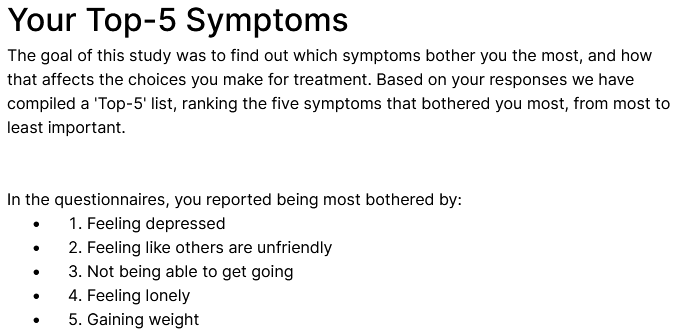 Your Top-5 Symptoms
The goal of this study was to find out which symptoms bother you the most, and how
that affects the choices you make for treatment. Based on your responses we have
compiled a 'Top-5' list, ranking the five symptoms that bothered you most, from most to
least important.
In the questionnaires, you reported being most bothered by:
• 1. Feeling depressed
• 2. Feeling like others are unfriendly
• 3. Not being able to get going
• 4. Feeling lonely
• 5. Gaining weight